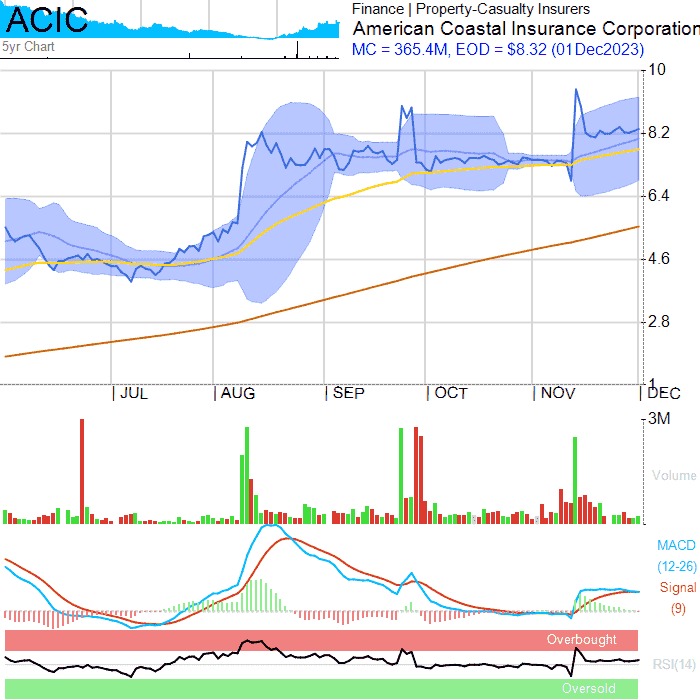 ACIC
5yr Chart
Finance | Property-Casualty Insurers
American Coastal Insurance Corporation
MC = 365.4M, EOD = $8.32 (01Dec2023)
10
8.2
6.4
4.6
2.8
1
JUL
AUG
SEP
OCT
NOV
DEC
3M
Volume
MACD
(12-26)
Signal
(9)
Overbought
RSI(14)
Oversold